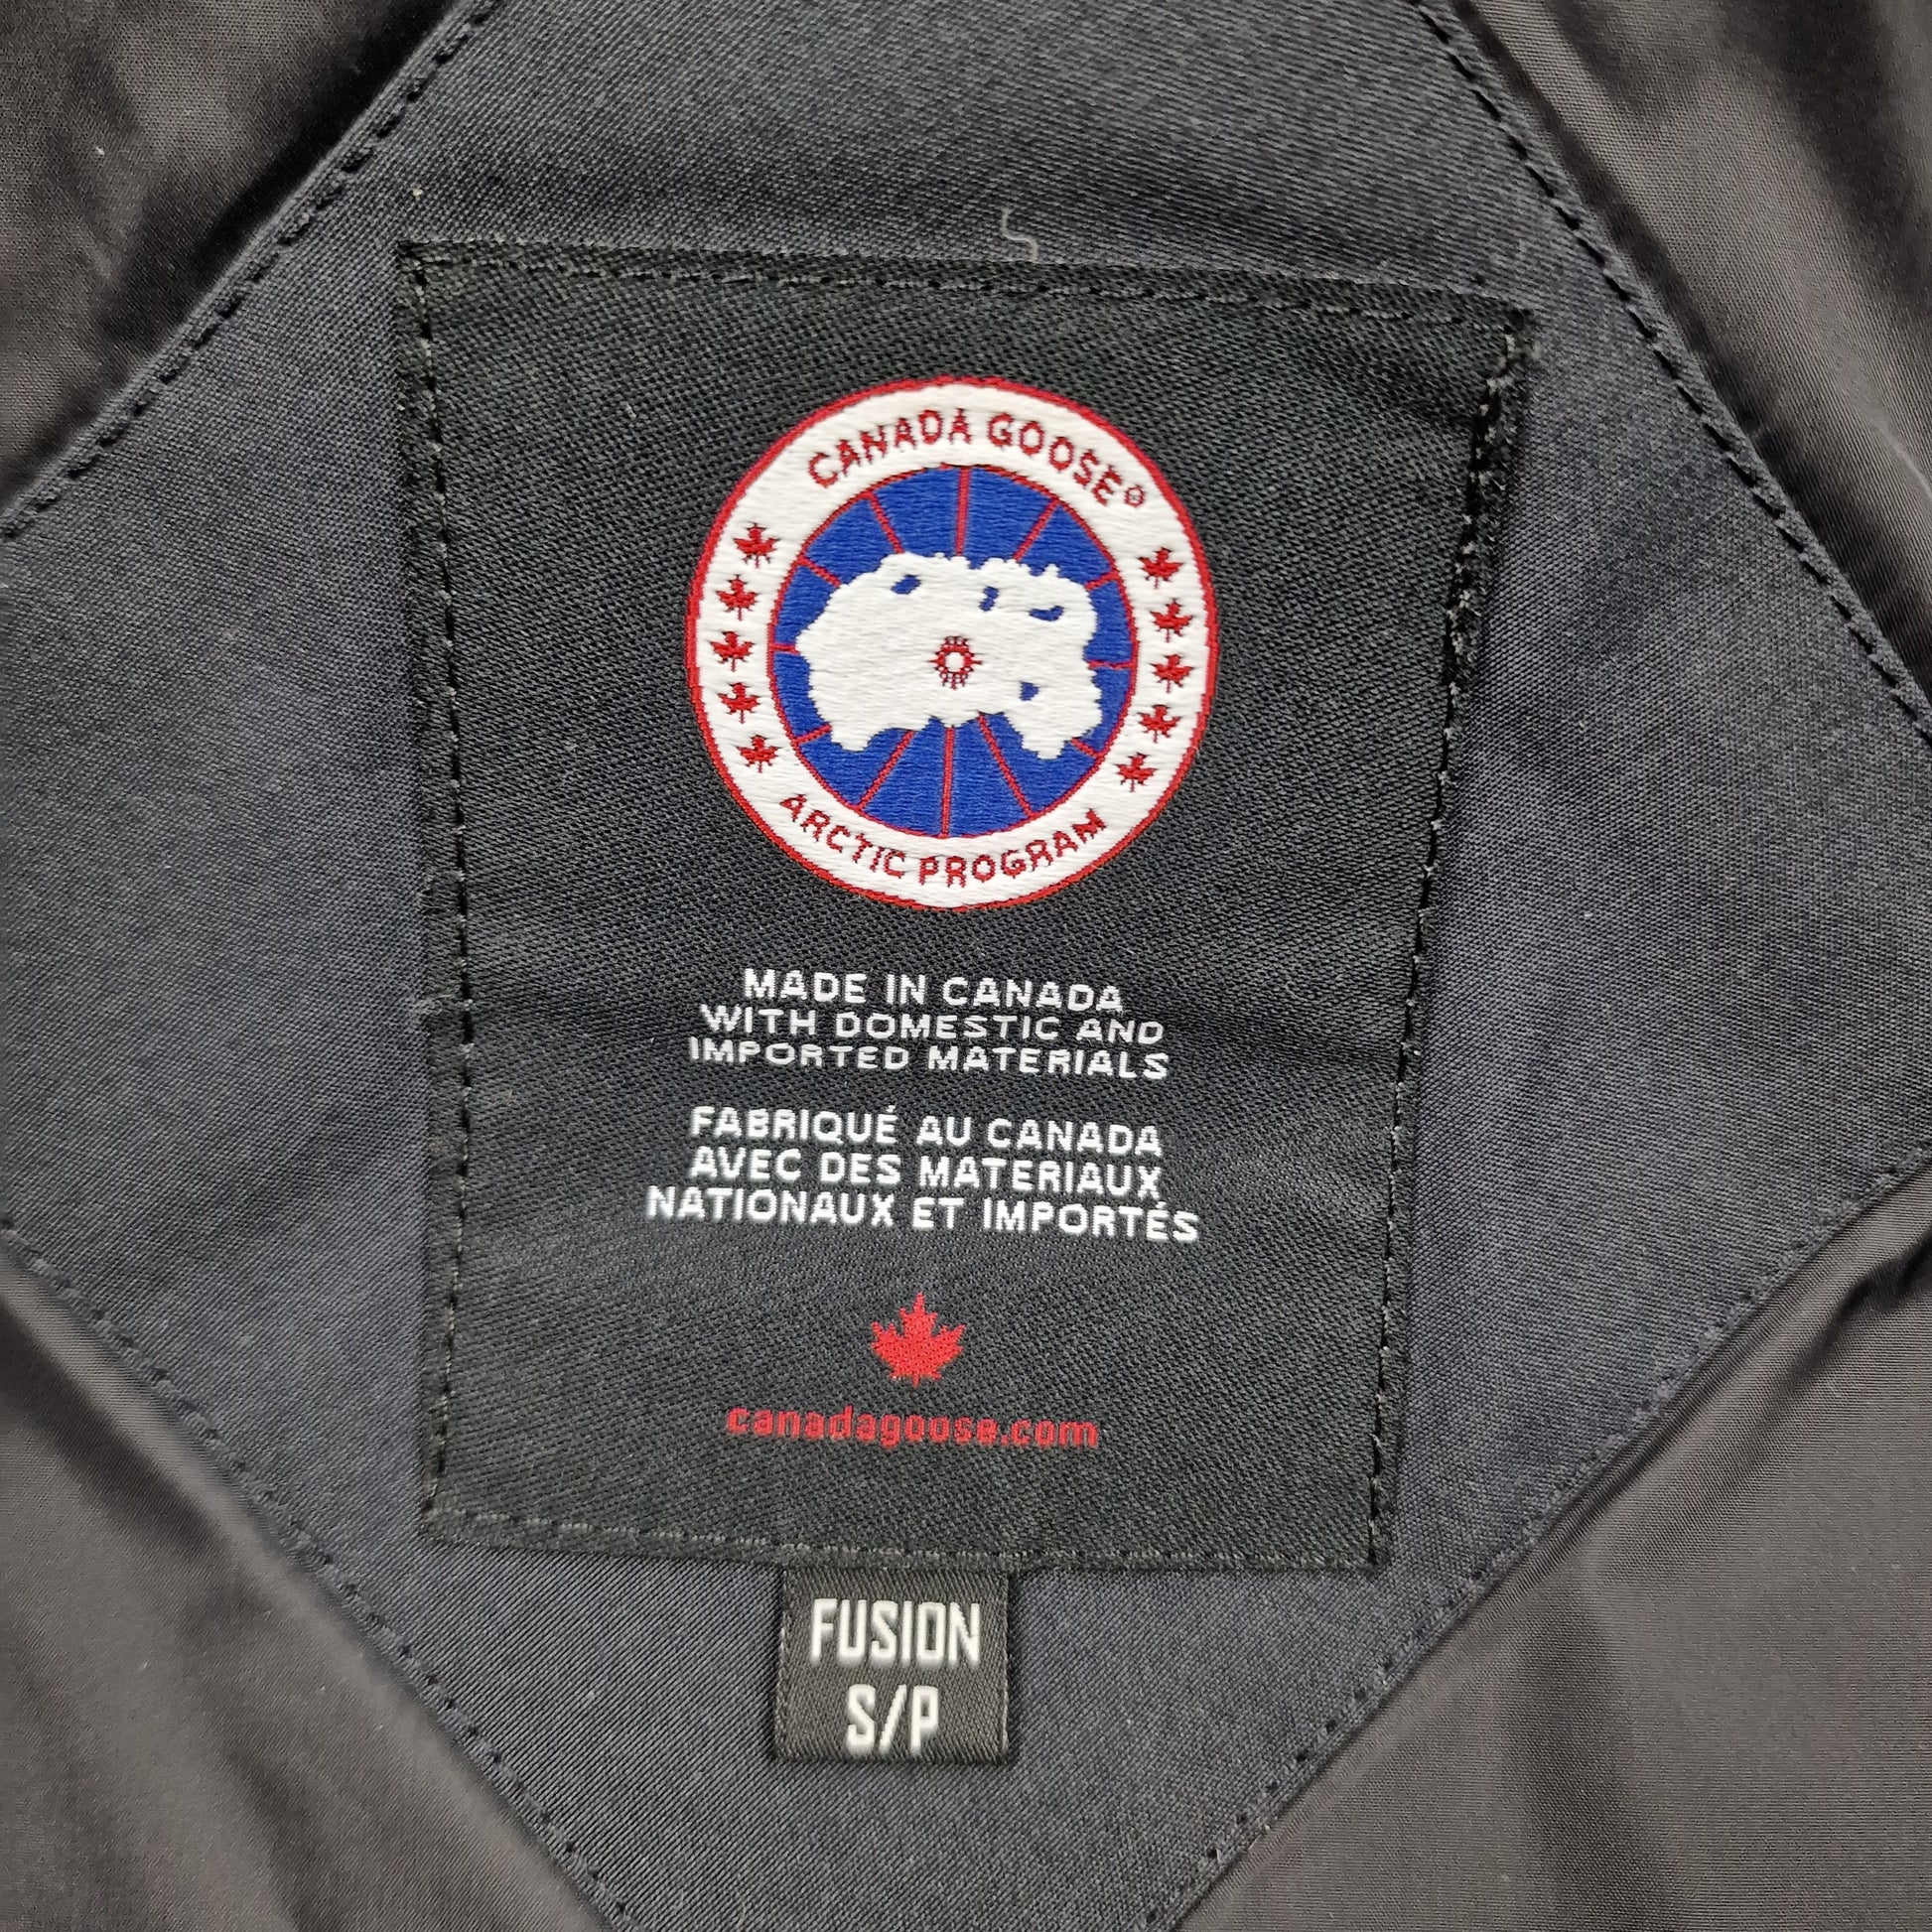 CANADA GOOSE®
ARCTIC PROGRAM
MADE IN CANADA
WITH DOMESTIC AND
IMPORTED MATERIALS
FABRIQUÉ AU CANADA
AVEC DES MATERIAUX
NATIONAUX ET IMPORTÉS
canadagoose.com
FUSION
S/P